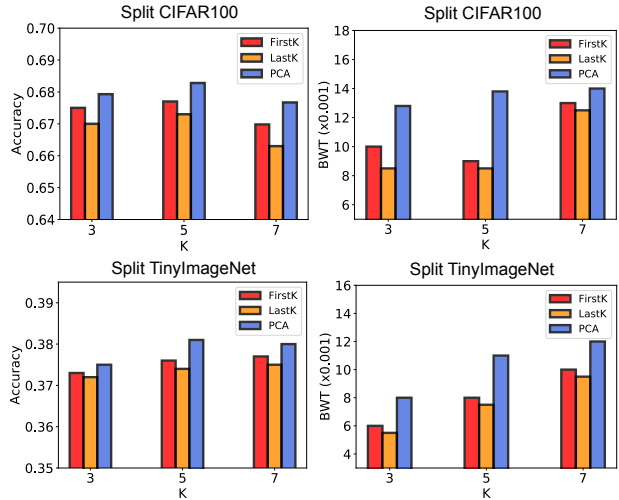 Split CIFAR100
Accuracy
0.70
0.69
0.68
0.67
0.66
0.65
0.64
FirstK
LastK
PCA
3
5
7
K
Split CIFAR100
BWT (x0.001)
18
16
14
12
10
8
6
FirstK
LastK
PCA
3
5
7
K
Split TinyImageNet
Accuracy
0.39
0.38
0.37
0.36
0.35
FirstK
LastK
PCA
3
5
7
K
Split TinyImageNet
BWT (x0.001)
16
14
12
10
8
6
4
FirstK
LastK
PCA
3
5
7
K